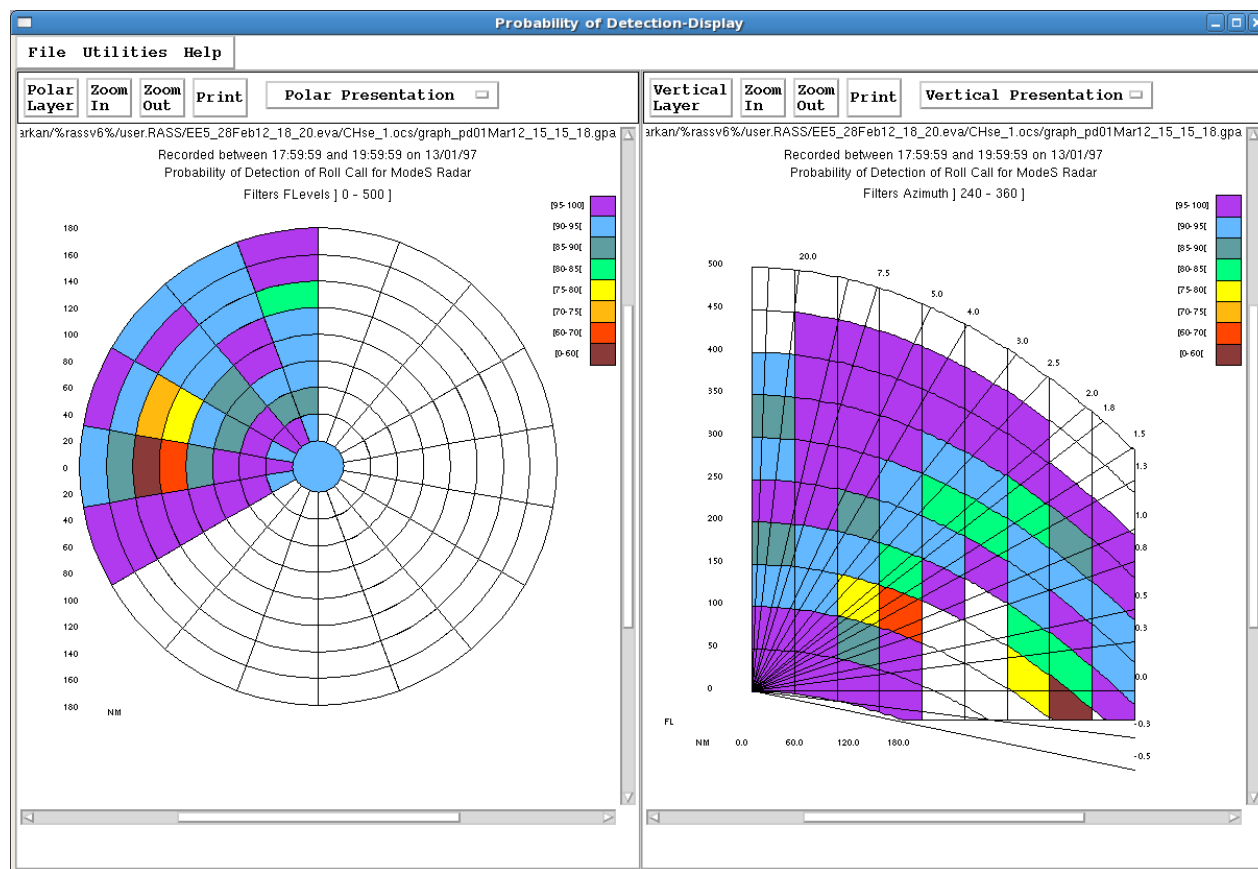 Probability of Detection-Display
File Utilities Help
Polar Layer
Zoom In
Zoom Out
Print
Polar Presentation
arkan/%rassv6%/user.RASS/EE5_28Feb12_18_20.eva/CHse_1.ocs/graph_pd01Mar12_15_15_18.gpa
Recorded between 17:59:59 and 19:59:59 on 13/01/97
Probability of Detection of Roll Call for ModeS Radar
Filters FLevels ] 0 - 500 ]
[95-100]
[90-95[
[85-90[
[80-85[
[75-80[
[70-75[
[60-70[
[0-60[
180
160
140
120
100
80
60
40
20
0
20
40
60
80
100
120
140
160
180
NM
Vertical Layer
Zoom In
Zoom Out
Print
Vertical Presentation
arkan/%rassv6%/user.RASS/EE5_28Feb12_18_20.eva/CHse_1.ocs/graph_pd01Mar12_15_15_18.gpa
Recorded between 17:59:59 and 19:59:59 on 13/01/97
Probability of Detection of Roll Call for ModeS Radar
Filters Azimuth ] 240 - 360 ]
[95-100]
[90-95[
[85-90[
[80-85[
[75-80[
[70-75[
[60-70[
[0-60[
500
450
400
350
300
250
200
150
100
50
0
20.0
7.5
5.0
4.0
3.0
2.5
2.0
1.8
1.5
1.3
1.0
0.8
0.5
0.3
0.0
-0.3
-0.5
FL
NM 0.0 60.0 120.0 180.0